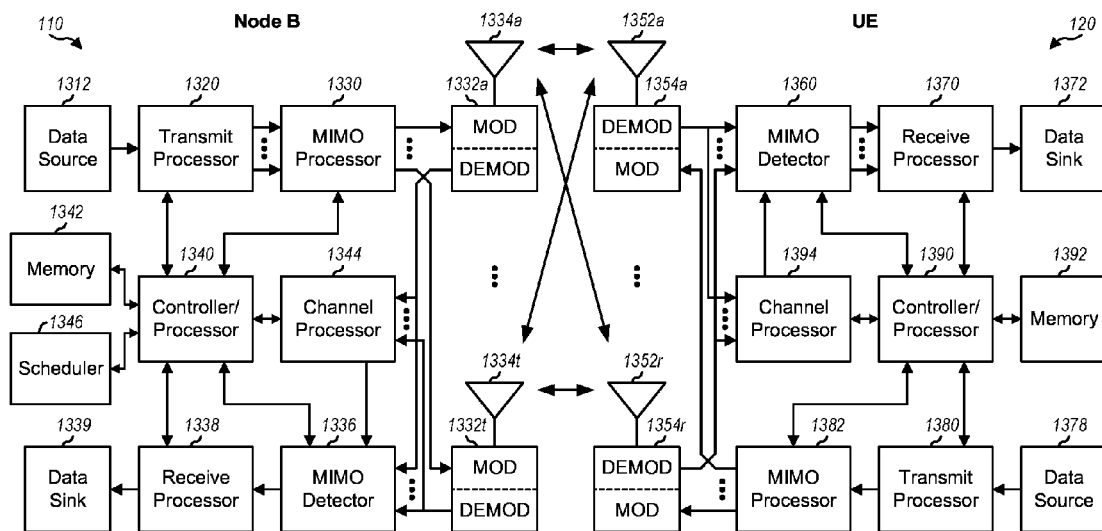 110
Node B
1334a
1352a
UE
120
1312
1320
1330
1332a
1354a
1360
1370
1372
Data
Source
Transmit
Processor
MIMO
Processor
MOD
DEMOD
DEMOD
MOD
MIMO
Detector
Receive
Processor
Data
Sink
1342
Memory
1340
1344
1394
1390
1392
Controller/
Processor
Channel
Processor
Channel
Processor
Controller/
Processor
Memory
1346
Scheduler
1334t
1352r
1339
1338
1336
1332t
1354r
1382
1380
1378
Data
Sink
Receive
Processor
MIMO
Detector
MOD
DEMOD
DEMOD
MOD
MIMO
Processor
Transmit
Processor
Data
Source